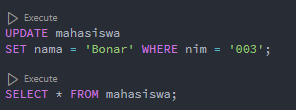 Execute
UPDATE mahasiswa
SET nama = 'Bonar' WHERE nim = '003';
Execute
SELECT * FROM mahasiswa;